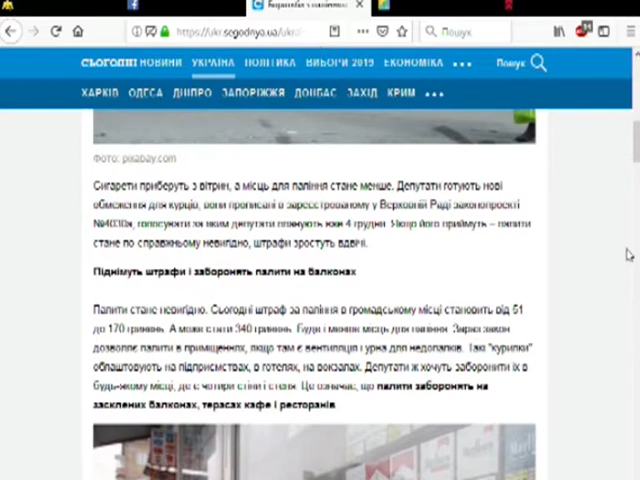 https://ukr.segodnya.ua/ukra
Пошук
СЬОГОДНІ НОВИНИ УКРАЇНА ПОЛІТИКА ВИБОРИ 2019 ЕКОНОМІКА ••• Пошук
ХАРКІВ ОДЕСА ДНІПРО ЗАПОРІЖЖЯ ДОНБАС ЗАХІД КРИМ •••
Фото: pixabay.com
Сигарети приберуть з вітрин, а місць для паління стане менше. Депутати готують нові
обмеження для курців, вони прописані в зареєстрованому у Верховній Раді законопроекті
№4030а, голосувати за яким депутати планують вже 4 грудня. Якщо його приймуть – палити
стане по справжньому невигідно, штрафи зростуть вдвічі.
Піднімуть штрафи і заборонять палити на балконах
Палити стане невигідно. Сьогодні штраф за паління в громадському місці становить від 51
до 170 гривень. А може стати 340 гривень. Буде і менше місць для паління. Зараз закон
дозволяє палити в приміщеннях, якщо там є вентиляція і урна для недопалків. Такі "курилки"
облаштовують на підприємствах, в готелях, на вокзалах. Депутати ж хочуть заборонити їх в
будь-якому місці, де є чотири стіни і стеля. Це означає, що палити заборонять на
засклених балконах, терасах кафе і ресторанів